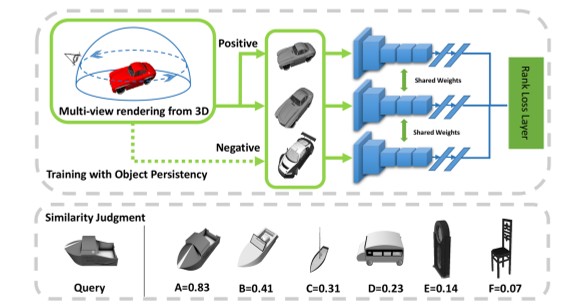 Positive
Multi-view rendering from 3D
Negative
Training with Object Persistency
Shared Weights
Shared Weights
Rank Loss Layer
Similarity Judgment
Query
A=0.83
B=0.41
C=0.31
D=0.23
E=0.14
F=0.07